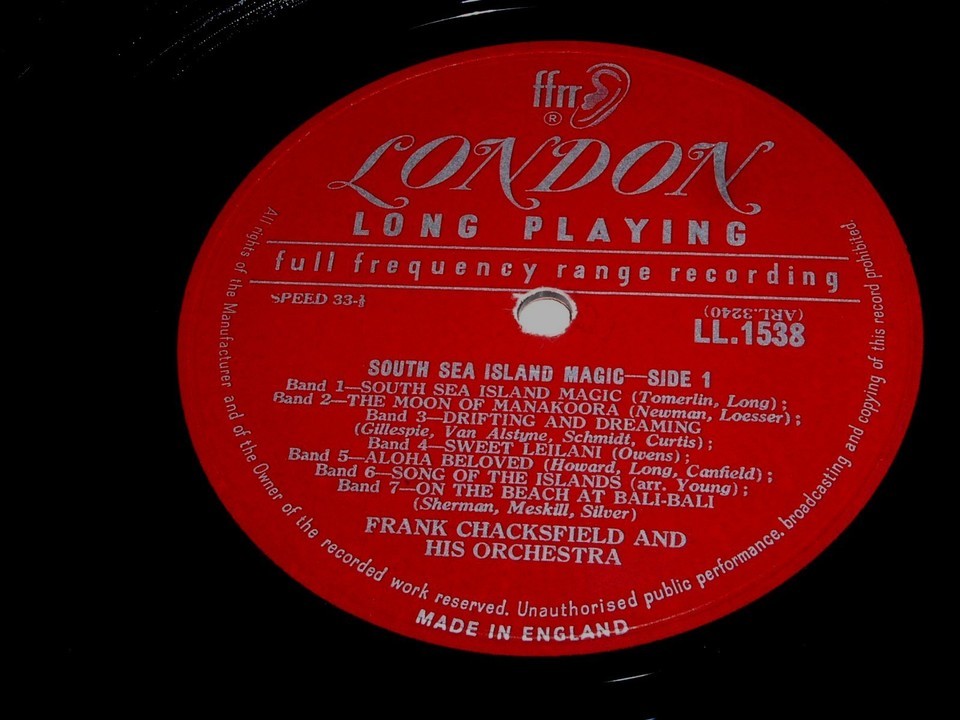 ffrr
®
LONDON
LONG PLAYING
full frequency range recording
SPEED 33-⅓
(ARL.3240)
LL.1538
SOUTH SEA ISLAND MAGIC—SIDE 1
Band 1—SOUTH SEA ISLAND MAGIC (Tomerlin, Long);
Band 2—THE MOON OF MANAKOORA (Newman, Loesser);
Band 3—DRIFTING AND DREAMING
(Gillespie, Van Alstyne, Schmidt, Curtis);
Band 4—SWEET LEILANI (Owens);
Band 5—ALOHA BELOVED (Howard, Long, Canfield);
Band 6—SONG OF THE ISLANDS (arr. Young);
Band 7—ON THE BEACH AT BALI-BALI
(Sherman, Meskill, Silver)
FRANK CHACKSFIELD AND
HIS ORCHESTRA
All rights of the Manufacturer and of the Owner of the recorded work reserved. Unauthorised public performance, broadcasting and copying of this record prohibited.
MADE IN ENGLAND